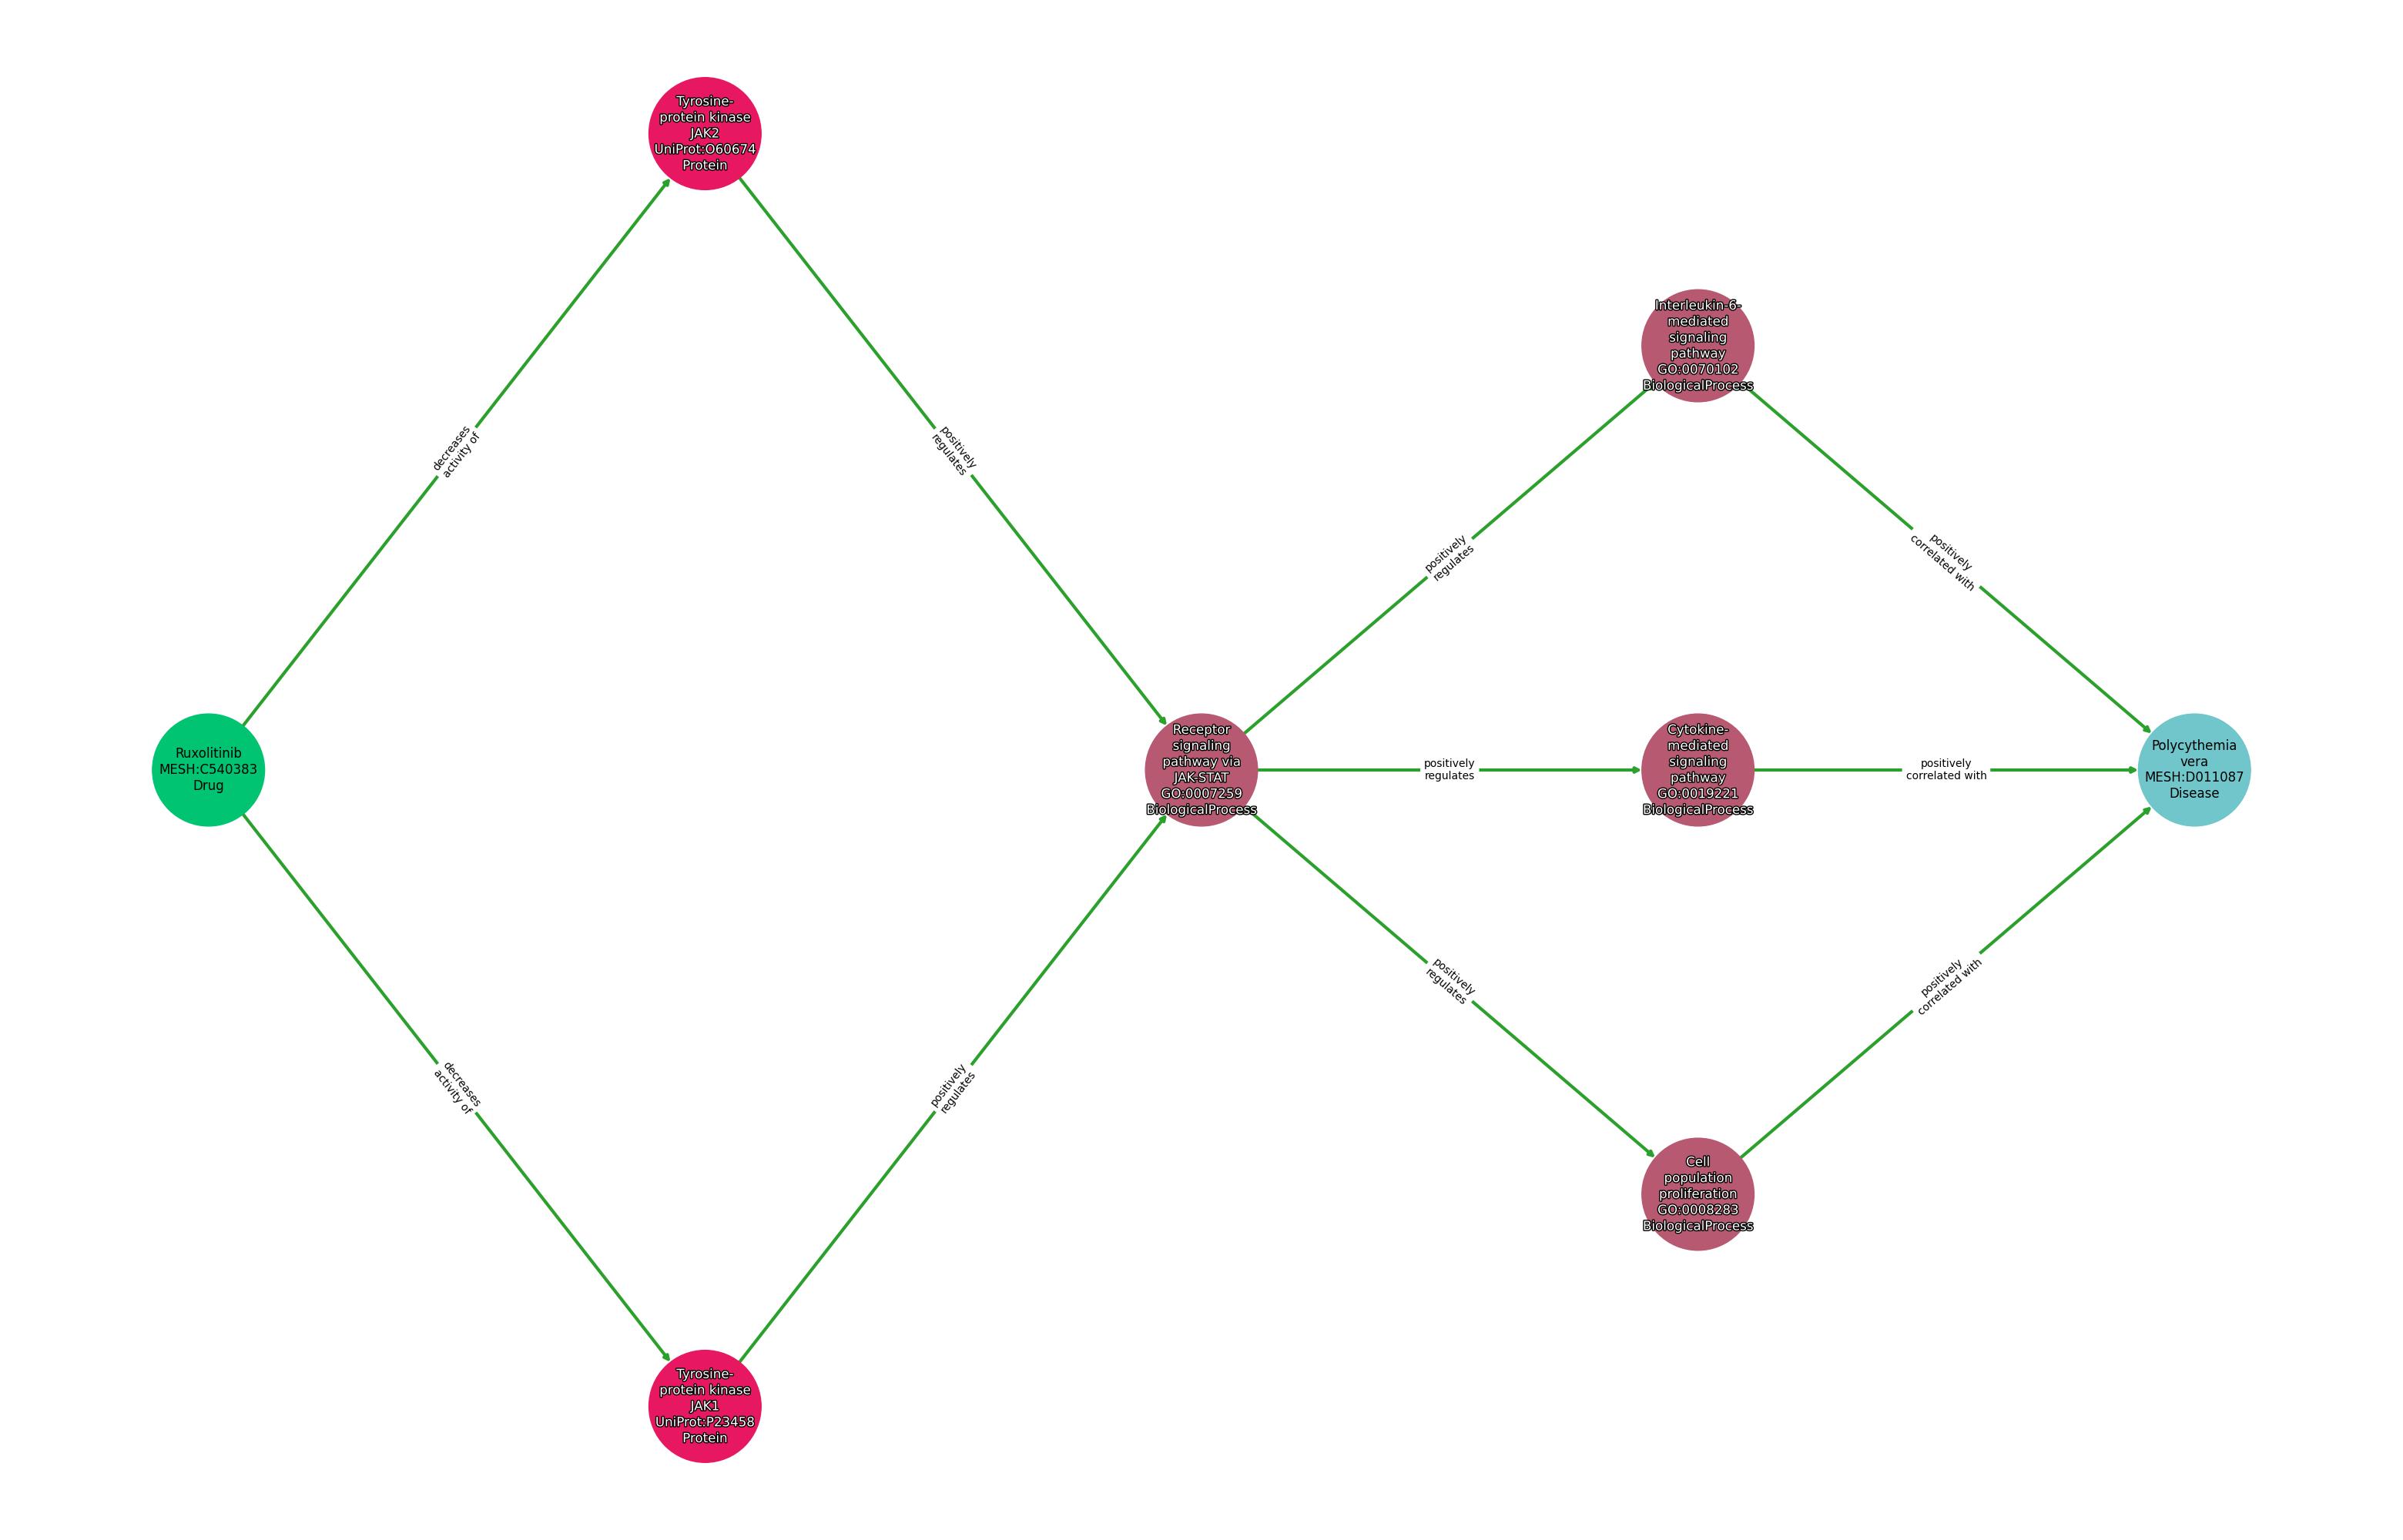 Tyrosine-
protein kinase
JAK2
UniProt:O60674
Protein
Interleukin-6-
mediated
signaling
pathway
GO:0070102
BiologicalProcess
decreases
activity of
positively
regulates
positively
regulates
positively
correlated with
Ruxolitinib
MESH:C540383
Drug
Receptor
signaling
pathway via
JAK-STAT
GO:0007259
BiologicalProcess
positively
regulates
Cytokine-
mediated
signaling
pathway
GO:0019221
BiologicalProcess
positively
correlated with
Polycythemia
vera
MESH:D011087
Disease
decreases
activity of
positively
regulates
positively
regulates
positively
correlated with
Cell
population
proliferation
GO:0008283
BiologicalProcess
Tyrosine-
protein kinase
JAK1
UniProt:P23458
Protein